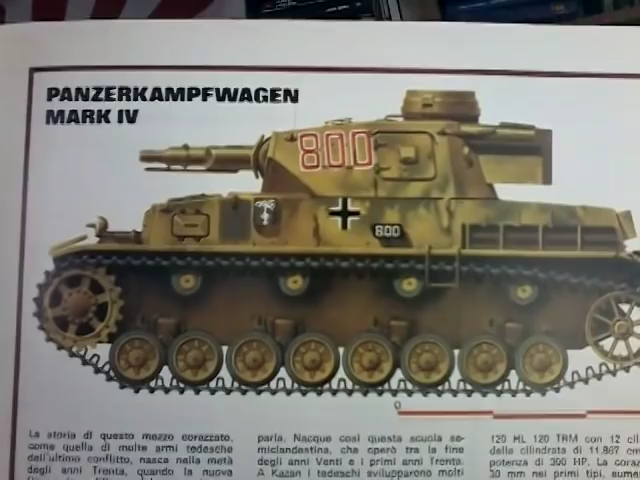 PANZERKAMPFWAGEN
MARK IV
800
800
0
La storia di questo mezzo corazzato,
come quella di molte armi tedesche
dell'ultimo conflitto, nasce nella metà
degli anni Trenta, quando la nuova
parla. Nacque così questa scuola se-
miclandestina, che operò tra la fine
degli anni Venti e i primi anni Trenta.
A Kazan i tedeschi svilupparono molti
120 HL 120 TRM con 12 cil
della cilindrata di 11.867 cm
potenza di 300 HP. La coraz
30 mm nei primi tipi, aumen